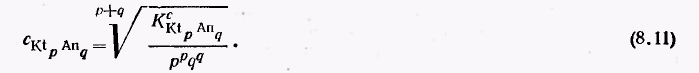 c_{Kt_p An_q} = \sqrt[p+q]{\frac{K^c_{Kt_p An_q}}{p^p q^q}}. (8.11)